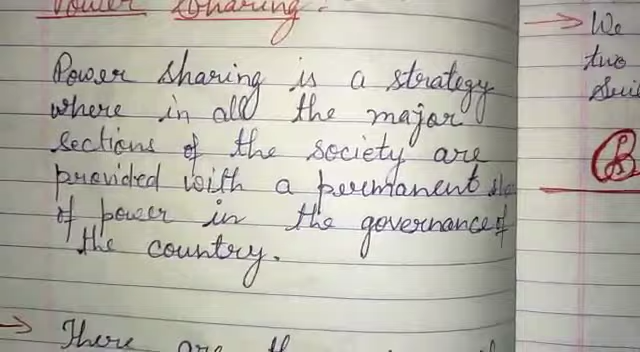 Power Sharing.
Power sharing is a strategy
where in all the major
sections of the society are
provided with a permanent
of power in the governance of
the country.
→ There are
→ We
two